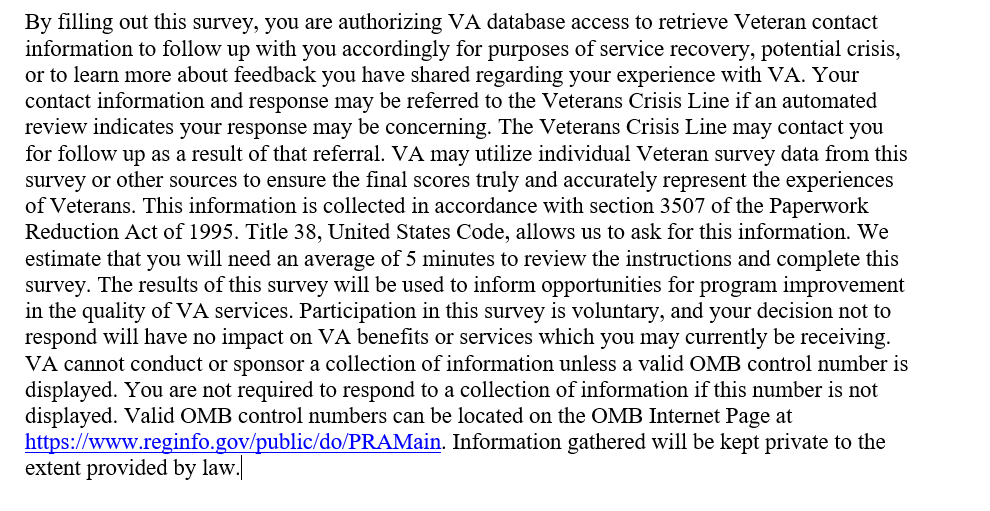 By filling out this survey, you are authorizing VA database access to retrieve Veteran contact
information to follow up with you accordingly for purposes of service recovery, potential crisis,
or to learn more about feedback you have shared regarding your experience with VA. Your
contact information and response may be referred to the Veterans Crisis Line if an automated
review indicates your response may be concerning. The Veterans Crisis Line may contact you
for follow up as a result of that referral. VA may utilize individual Veteran survey data from this
survey or other sources to ensure the final scores truly and accurately represent the experiences
of Veterans. This information is collected in accordance with section 3507 of the Paperwork
Reduction Act of 1995. Title 38, United States Code, allows us to ask for this information. We
estimate that you will need an average of 5 minutes to review the instructions and complete this
survey. The results of this survey will be used to inform opportunities for program improvement
in the quality of VA services. Participation in this survey is voluntary, and your decision not to
respond will have no impact on VA benefits or services which you may currently be receiving.
VA cannot conduct or sponsor a collection of information unless a valid OMB control number is
displayed. You are not required to respond to a collection of information if this number is not
displayed. Valid OMB control numbers can be located on the OMB Internet Page at
https://www.reginfo.gov/public/do/PRAMain. Information gathered will be kept private to the
extent provided by law.